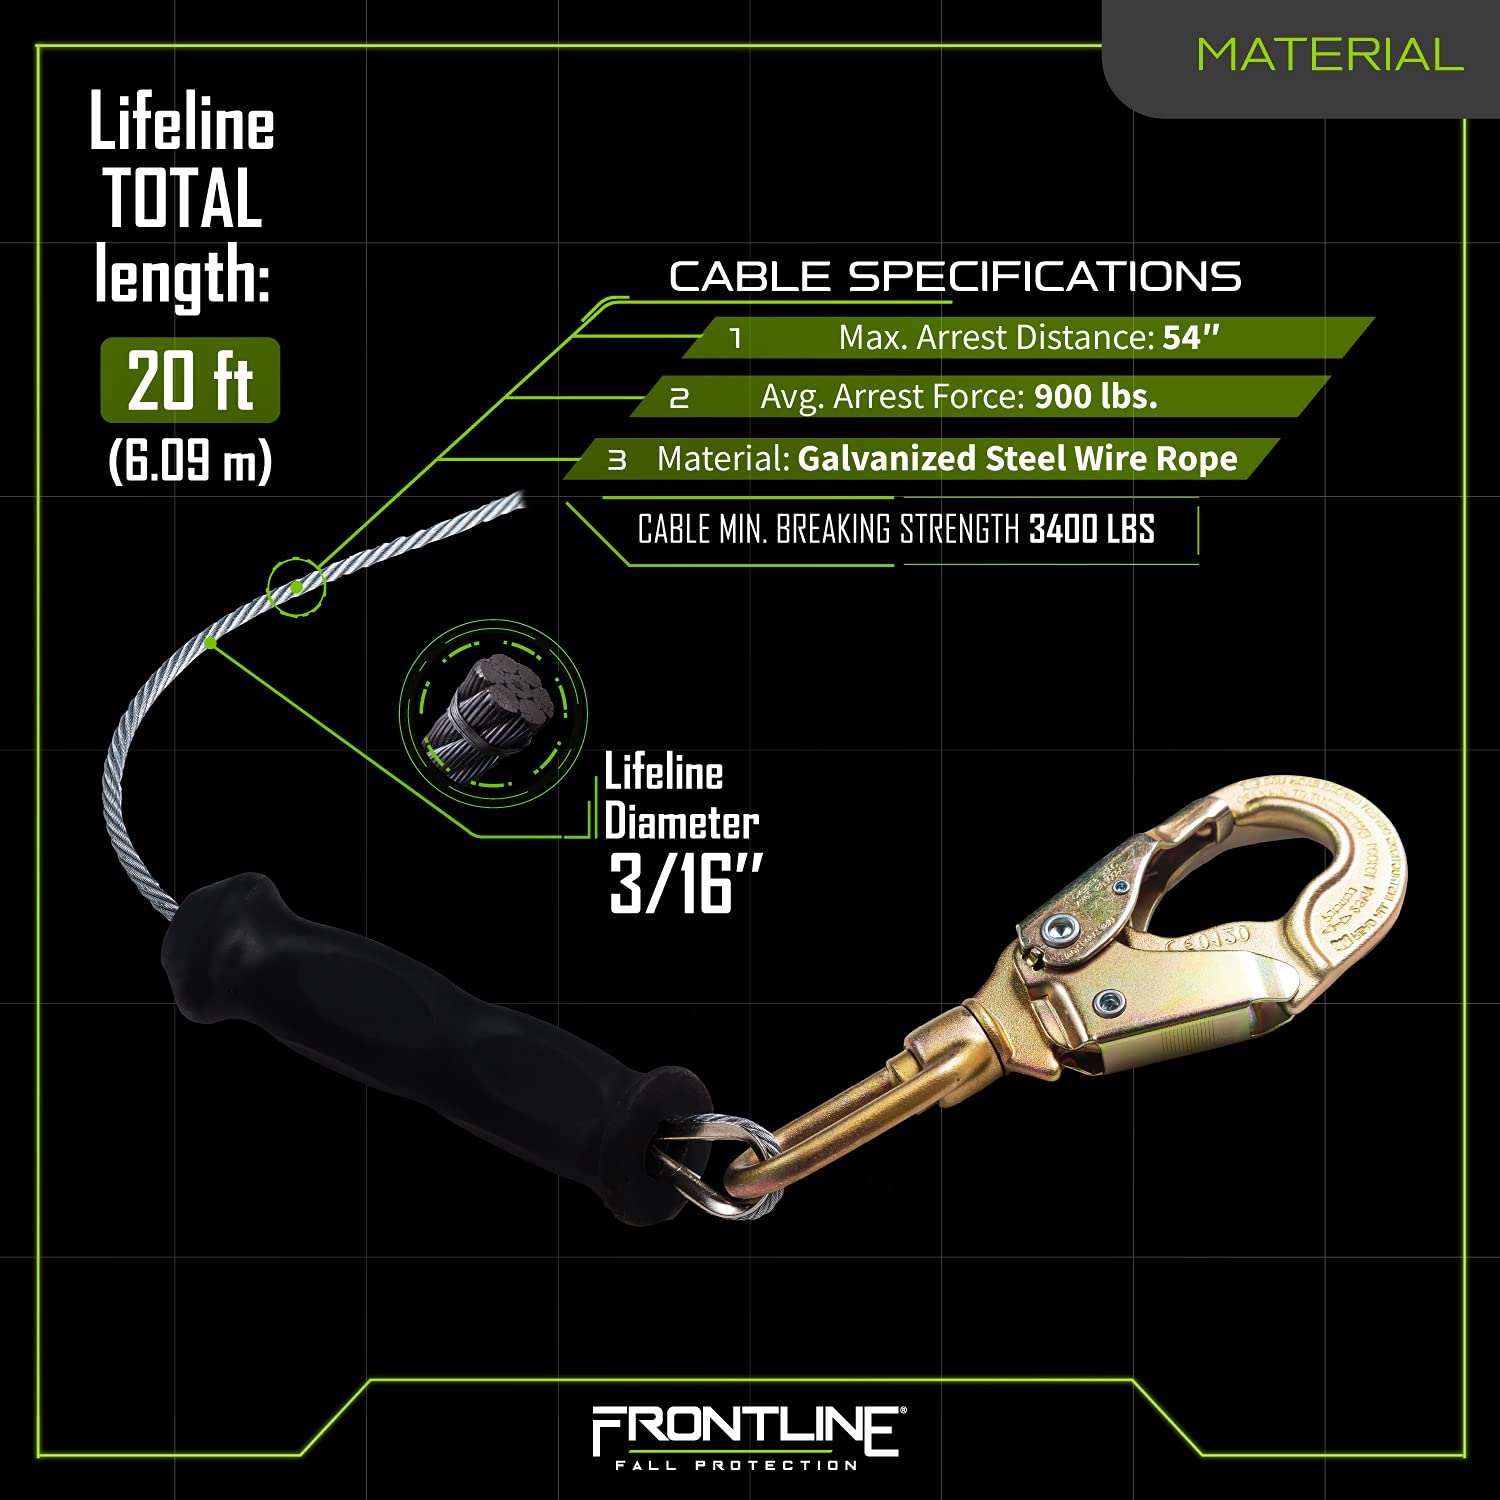 MATERIAL
Lifeline
TOTAL
length:
20 ft
(6.09 m)
CABLE SPECIFICATIONS
1 Max. Arrest Distance: 54"
2 Avg. Arrest Force: 900 lbs.
3 Material: Galvanized Steel Wire Rope
CABLE MIN. BREAKING STRENGTH 3400 LBS
Lifeline
Diameter
3/16"
FRONTLINE®
FALL PROTECTION